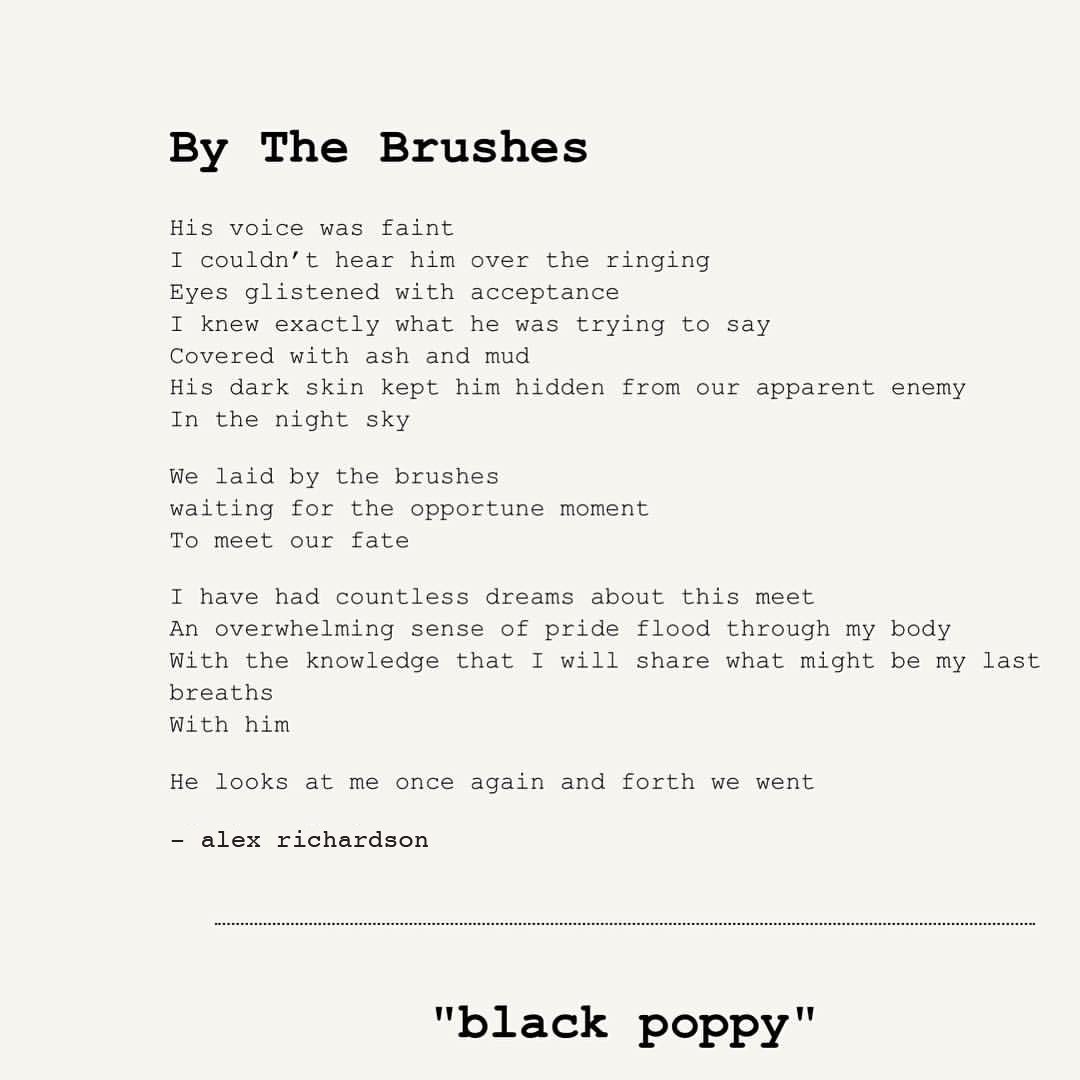 By The Brushes
His voice was faint
I couldn’t hear him over the ringing
Eyes glistened with acceptance
I knew exactly what he was trying to say
Covered with ash and mud
His dark skin kept him hidden from our apparent enemy
In the night sky
We laid by the brushes
waiting for the opportune moment
To meet our fate
I have had countless dreams about this meet
An overwhelming sense of pride flood through my body
With the knowledge that I will share what might be my last
breaths
With him
He looks at me once again and forth we went
– alex richardson
"black poppy"